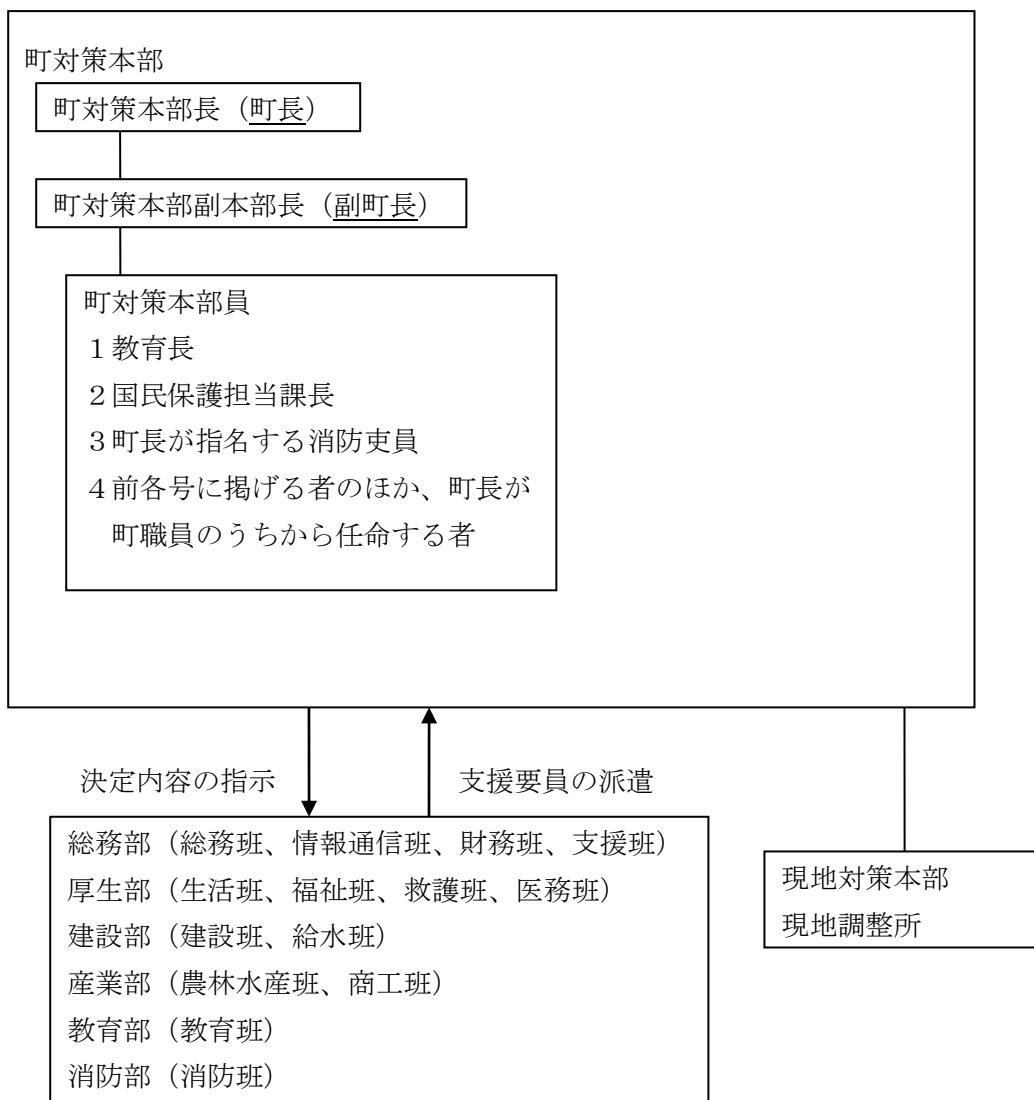 町対策本部
町対策本部長（町長）
町対策本部副本部長（副町長）
町対策本部員
１教育長
２国民保護担当課長
３町長が指名する消防吏員
４前各号に掲げる者のほか、町長が
町職員のうちから任命する者
決定内容の指示
支援要員の派遣
総務部（総務班、情報通信班、財務班、支援班）
厚生部（生活班、福祉班、救護班、医務班）
建設部（建設班、給水班）
産業部（農林水産班、商工班）
教育部（教育班）
消防部（消防班）
現地対策本部
現地調整所